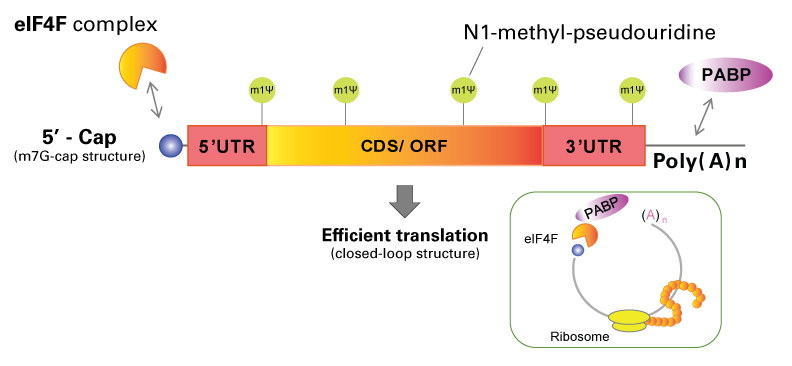 eIF4F complex
N1-methyl-pseudouridine
PABP
m1Ψ
m1Ψ
m1Ψ
m1Ψ
m1Ψ
5′ - Cap
(m7G-cap structure)
5′UTR
CDS/ ORF
3′UTR
Poly(A)n
Efficient translation
(closed-loop structure)
PABP
(A)n
eIF4F
Ribosome